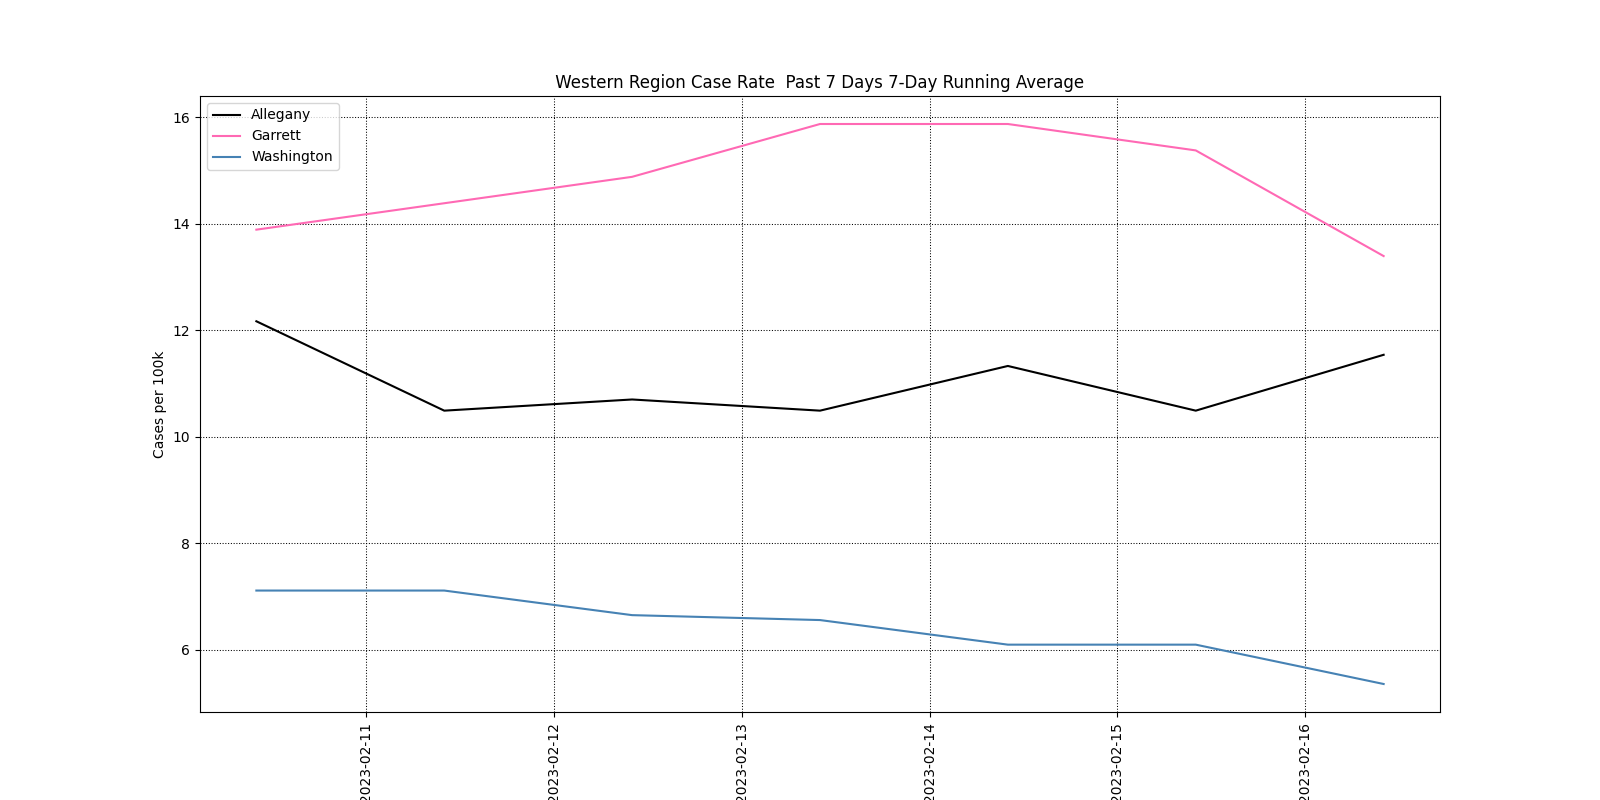 Western Region Case Rate  Past 7 Days 7-Day Running Average
Allegany
Garrett
Washington
Cases per 100k
16
14
12
10
8
6
2023-02-11
2023-02-12
2023-02-13
2023-02-14
2023-02-15
2023-02-16